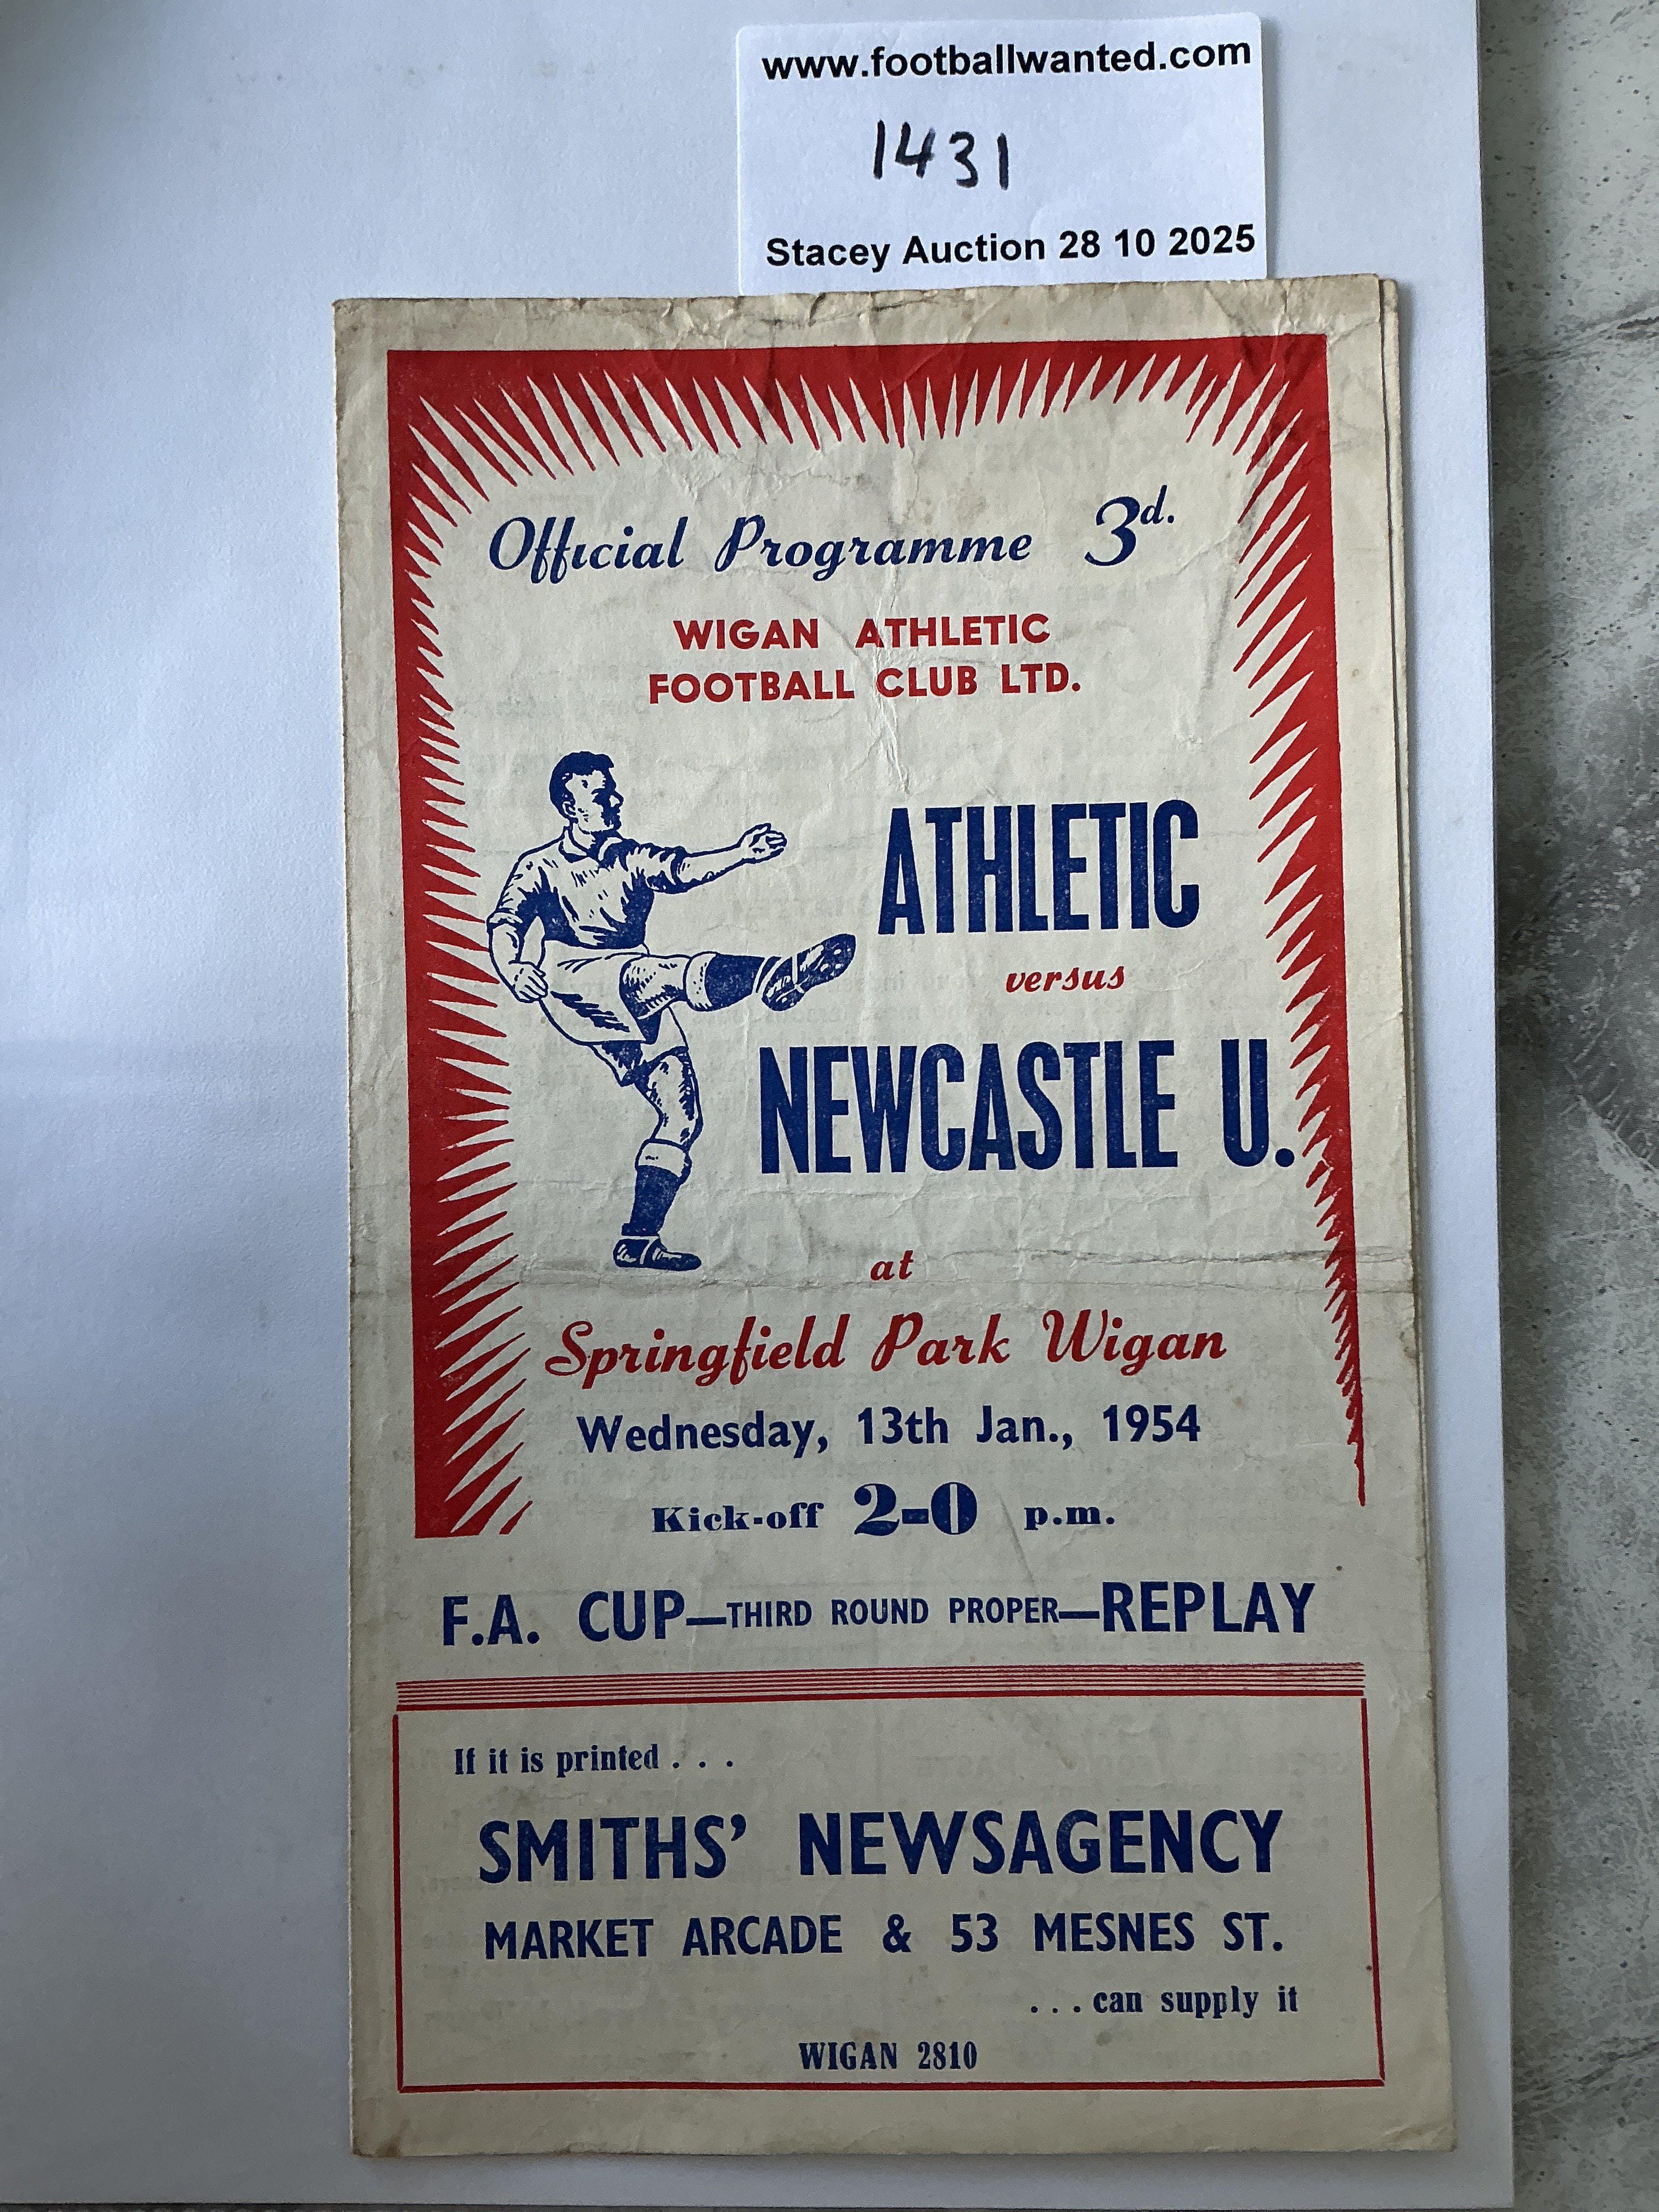 www.footballwanted.com
1431
Stacey Auction 28 10 2025
Official Programme 3d.
WIGAN ATHLETIC
FOOTBALL CLUB LTD.
ATHLETIC
versus
NEWCASTLE U.
at
Springfield Park Wigan
Wednesday, 13th Jan., 1954
Kick-off 2-0 p.m.
F.A. CUP—THIRD ROUND PROPER—REPLAY
If it is printed . . .
SMITHS' NEWSAGENCY
MARKET ARCADE & 53 MESNES ST.
. . . can supply it
WIGAN 2810